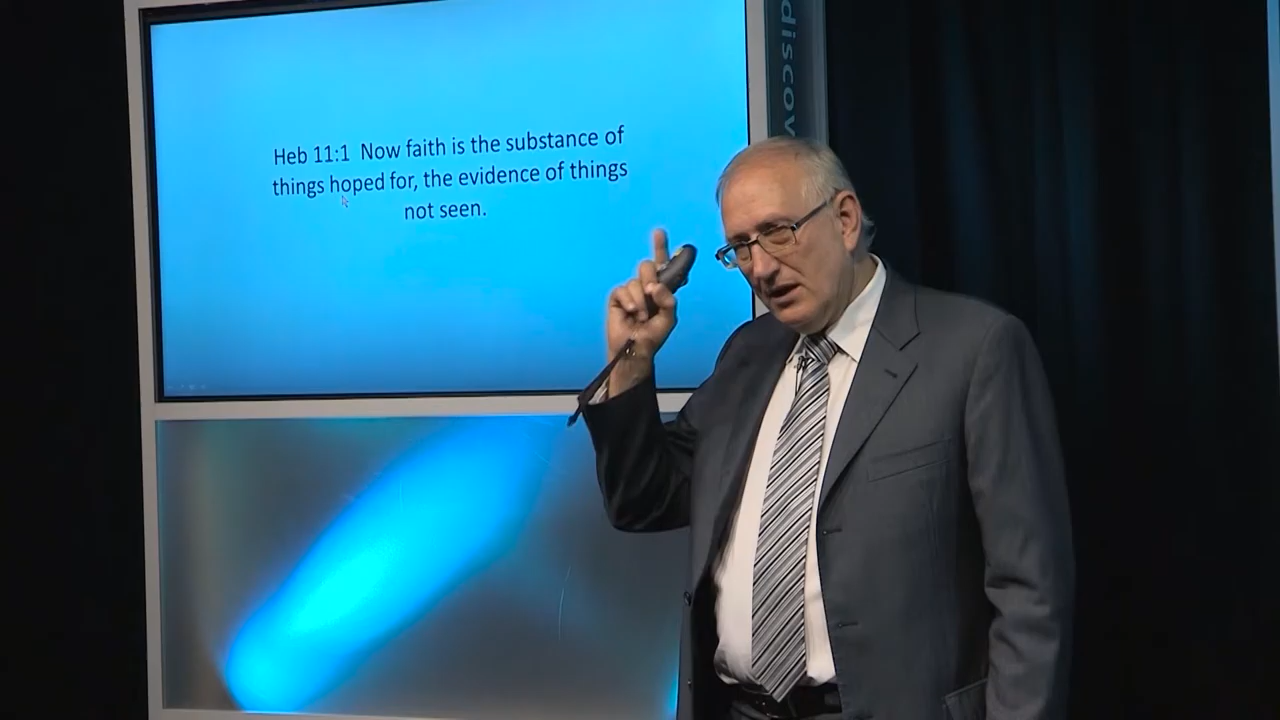 Heb 11:1 Now faith is the substance of
things hoped for, the evidence of things
not seen.
discov